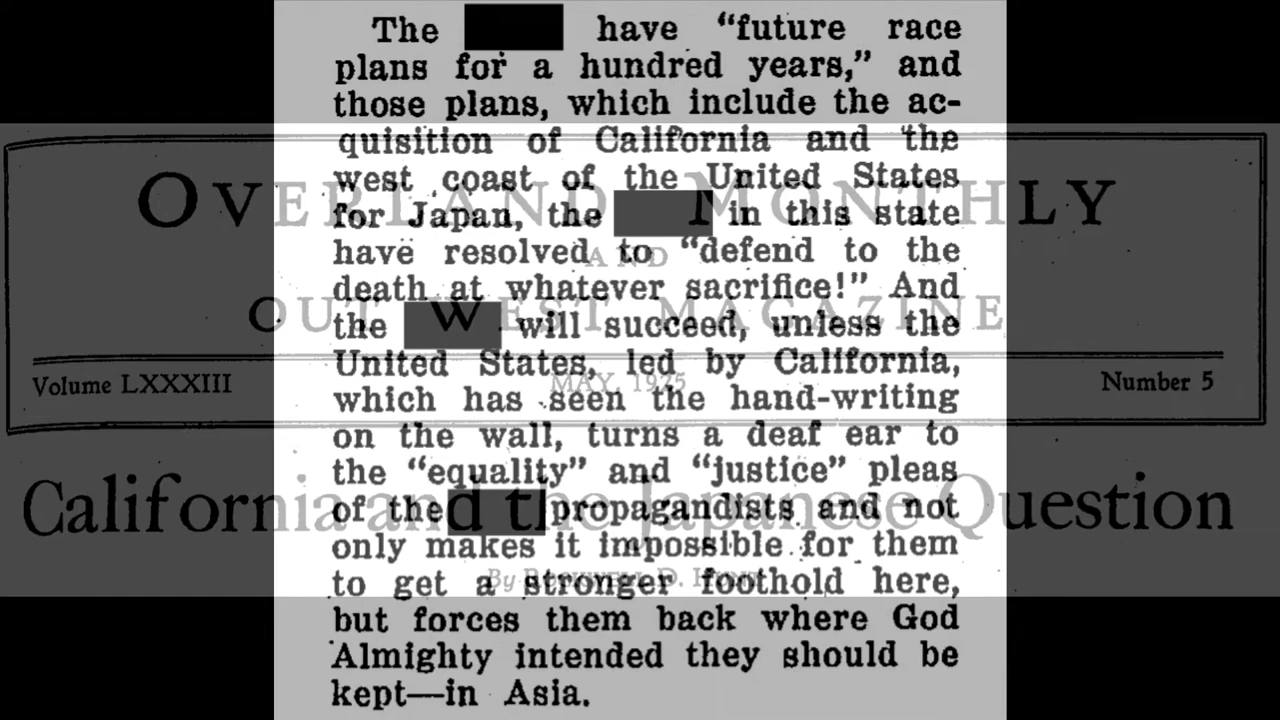 The have “future race
plans for a hundred years,” and
those plans, which include the ac-
quisition of California and the
west coast of the United States
for Japan, the in this state
have resolved to “defend to the
death at whatever sacrifice!” And
the will succeed, unless the
United States, led by California,
which has seen the hand-writing
on the wall, turns a deaf ear to
the “equality” and “justice” pleas
of the propagandists and not
only makes it impossible for them
to get a stronger foothold here,
but forces them back where God
Almighty intended they should be
kept—in Asia.
OVERLAND MONTHLY
AND
OUT WEST MAGAZINE
Volume LXXXIII
MAY, 1925
Number 5
California and the Japanese Question
By Rockwell D. Hunt